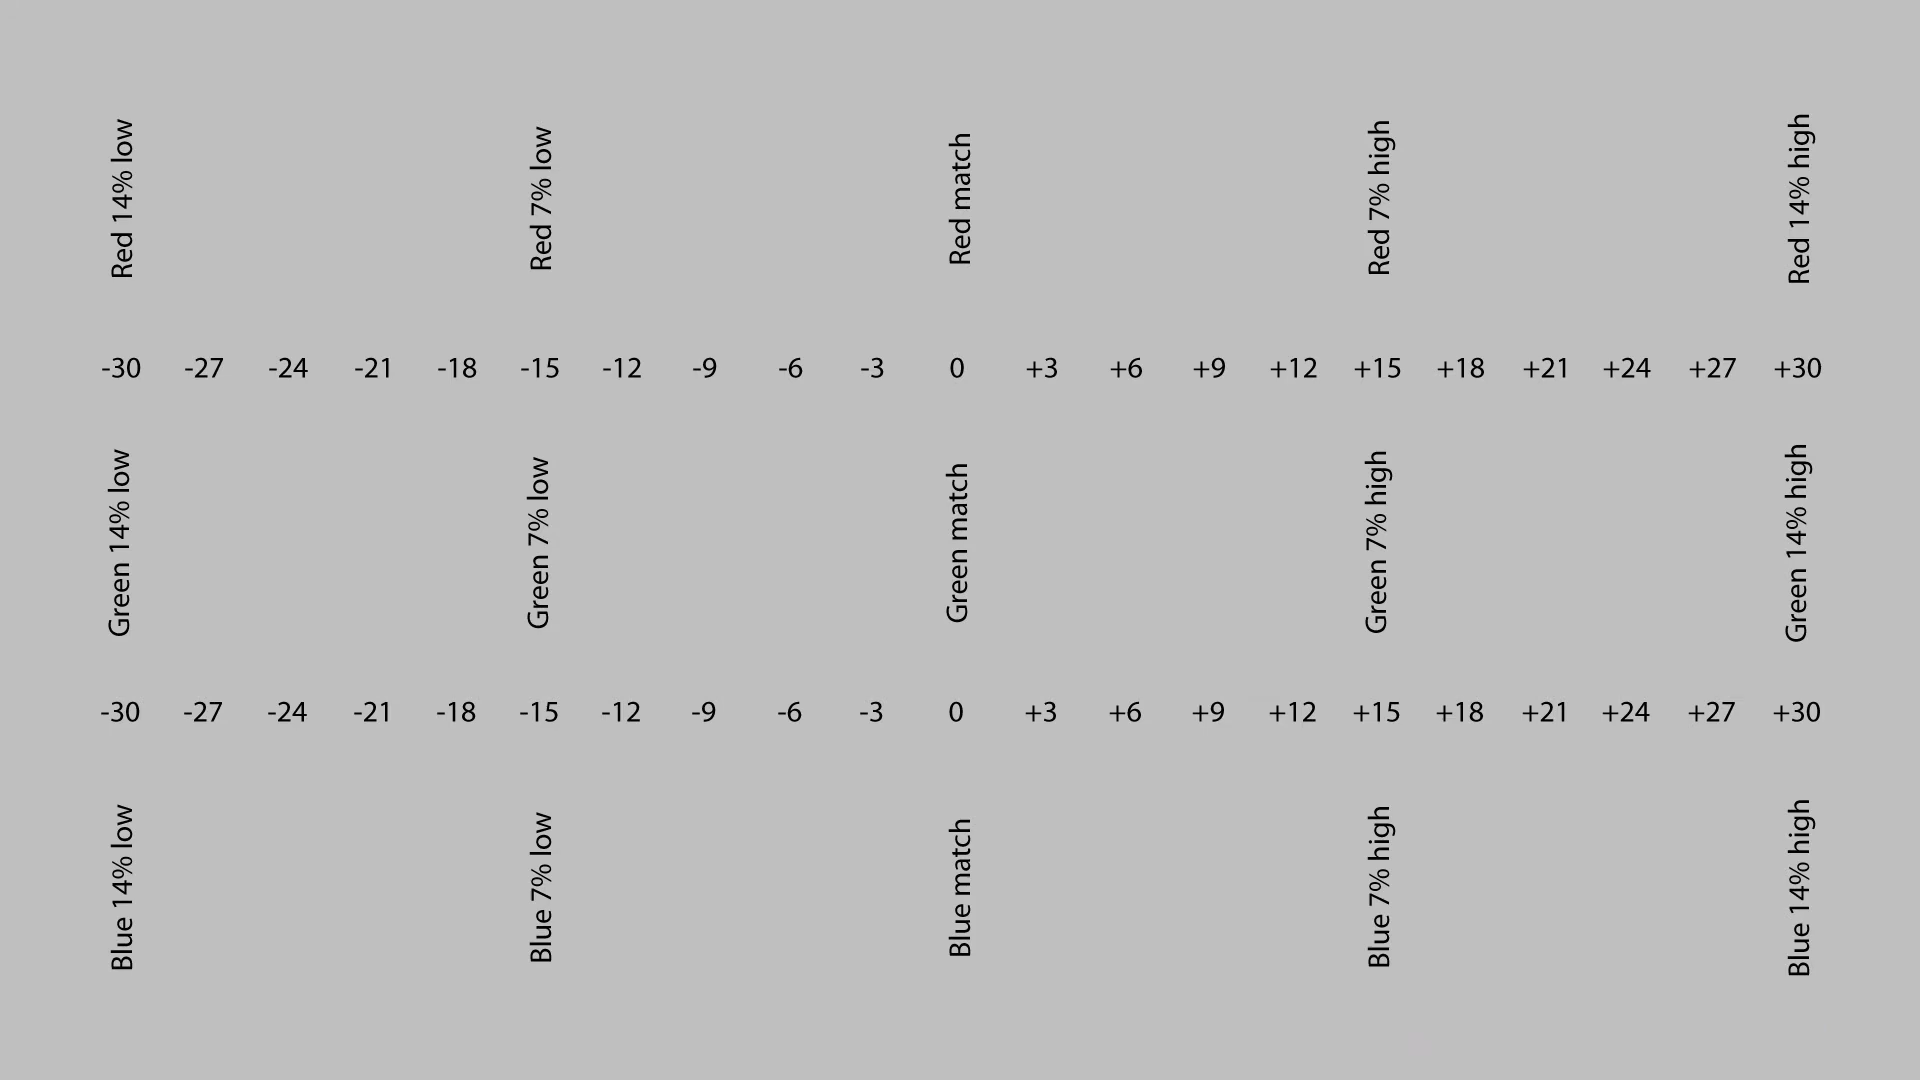 Red 14% low Red 7% low Red match Red 7% high Red 14% high
-30 -27 -24 -21 -18 -15 -12 -9 -6 -3 0 +3 +6 +9 +12 +15 +18 +21 +24 +27 +30
Green 14% low Green 7% low Green match Green 7% high Green 14% high
-30 -27 -24 -21 -18 -15 -12 -9 -6 -3 0 +3 +6 +9 +12 +15 +18 +21 +24 +27 +30
Blue 14% low Blue 7% low Blue match Blue 7% high Blue 14% high